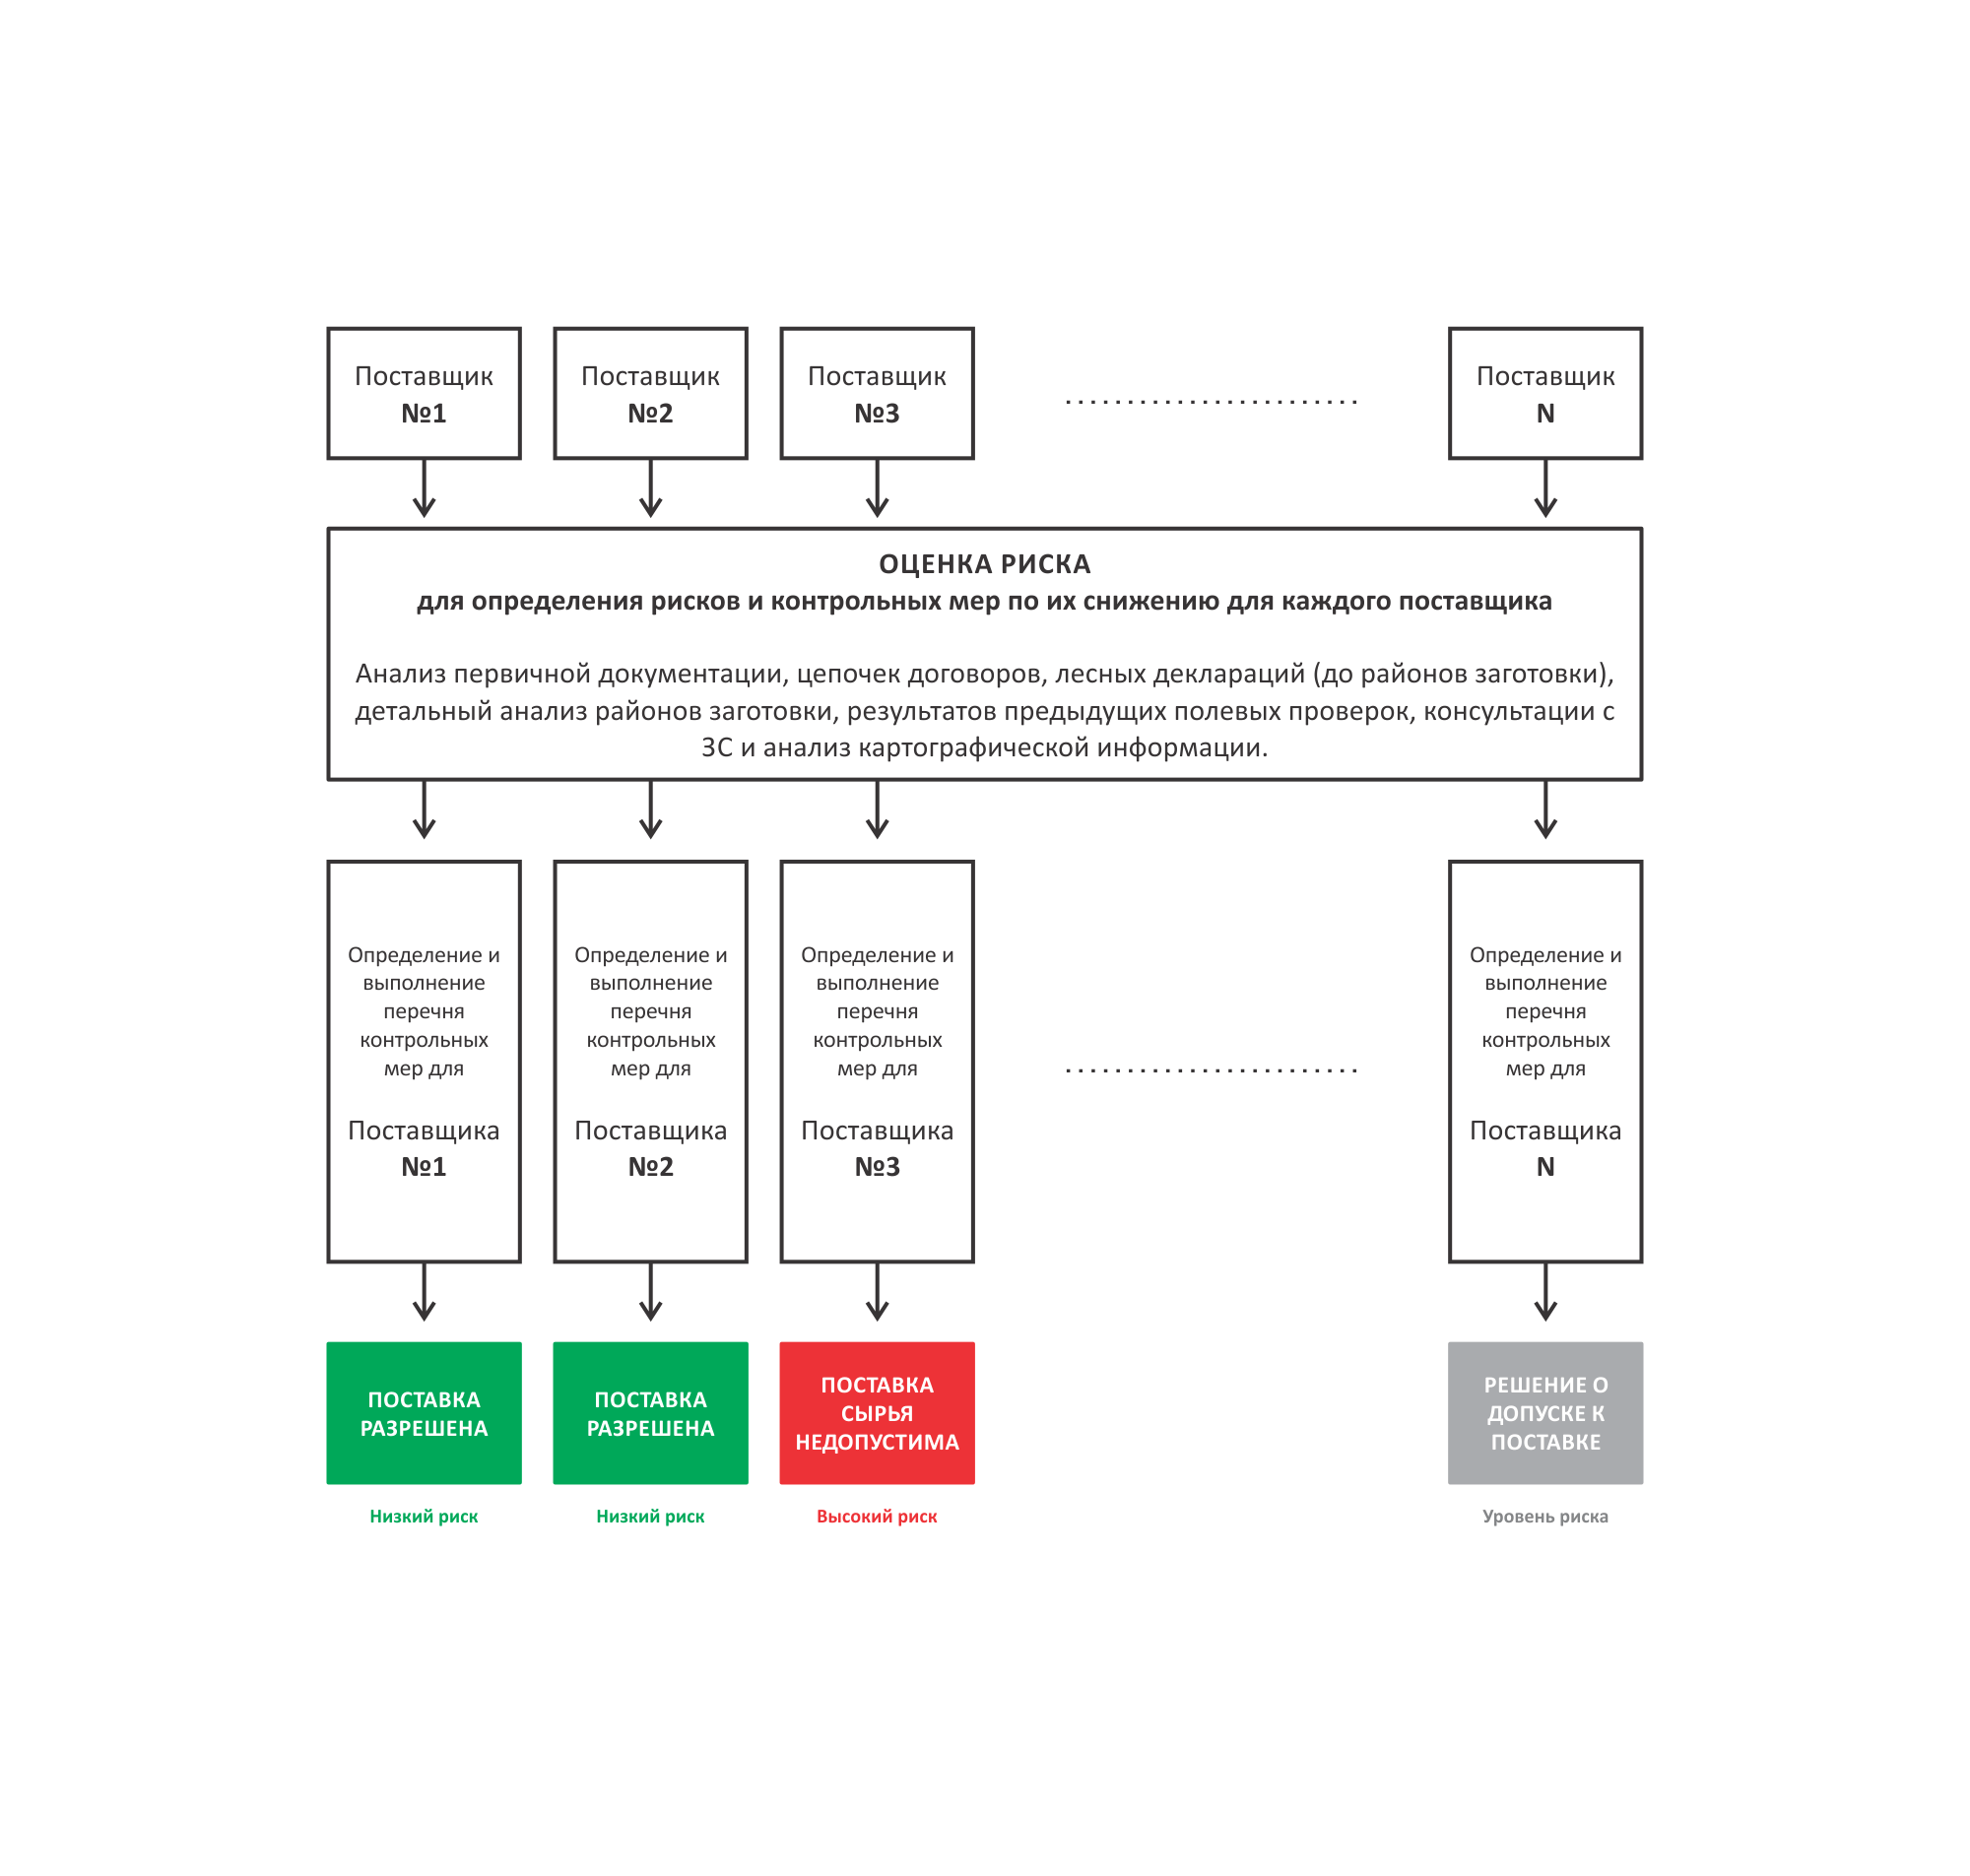 Поставщик
№1
Поставщик
№2
Поставщик
№3
Поставщик
N
ОЦЕНКА РИСКА
для определения рисков и контрольных мер по их снижению для каждого поставщика
Анализ первичной документации, цепочек договоров, лесных деклараций (до районов заготовки),
детальный анализ районов заготовки, результатов предыдущих полевых проверок, консультации с
ЗС и анализ картографической информации.
Определение и
выполнение
перечня
контрольных
мер для
Поставщика
№1
Определение и
выполнение
перечня
контрольных
мер для
Поставщика
№2
Определение и
выполнение
перечня
контрольных
мер для
Поставщика
№3
Определение и
выполнение
перечня
контрольных
мер для
Поставщика
N
ПОСТАВКА
РАЗРЕШЕНА
Низкий риск
ПОСТАВКА
РАЗРЕШЕНА
Низкий риск
ПОСТАВКА
СЫРЬЯ
НЕДОПУСТИМА
Высокий риск
РЕШЕНИЕ О
ДОПУСКЕ К
ПОСТАВКЕ
Уровень риска